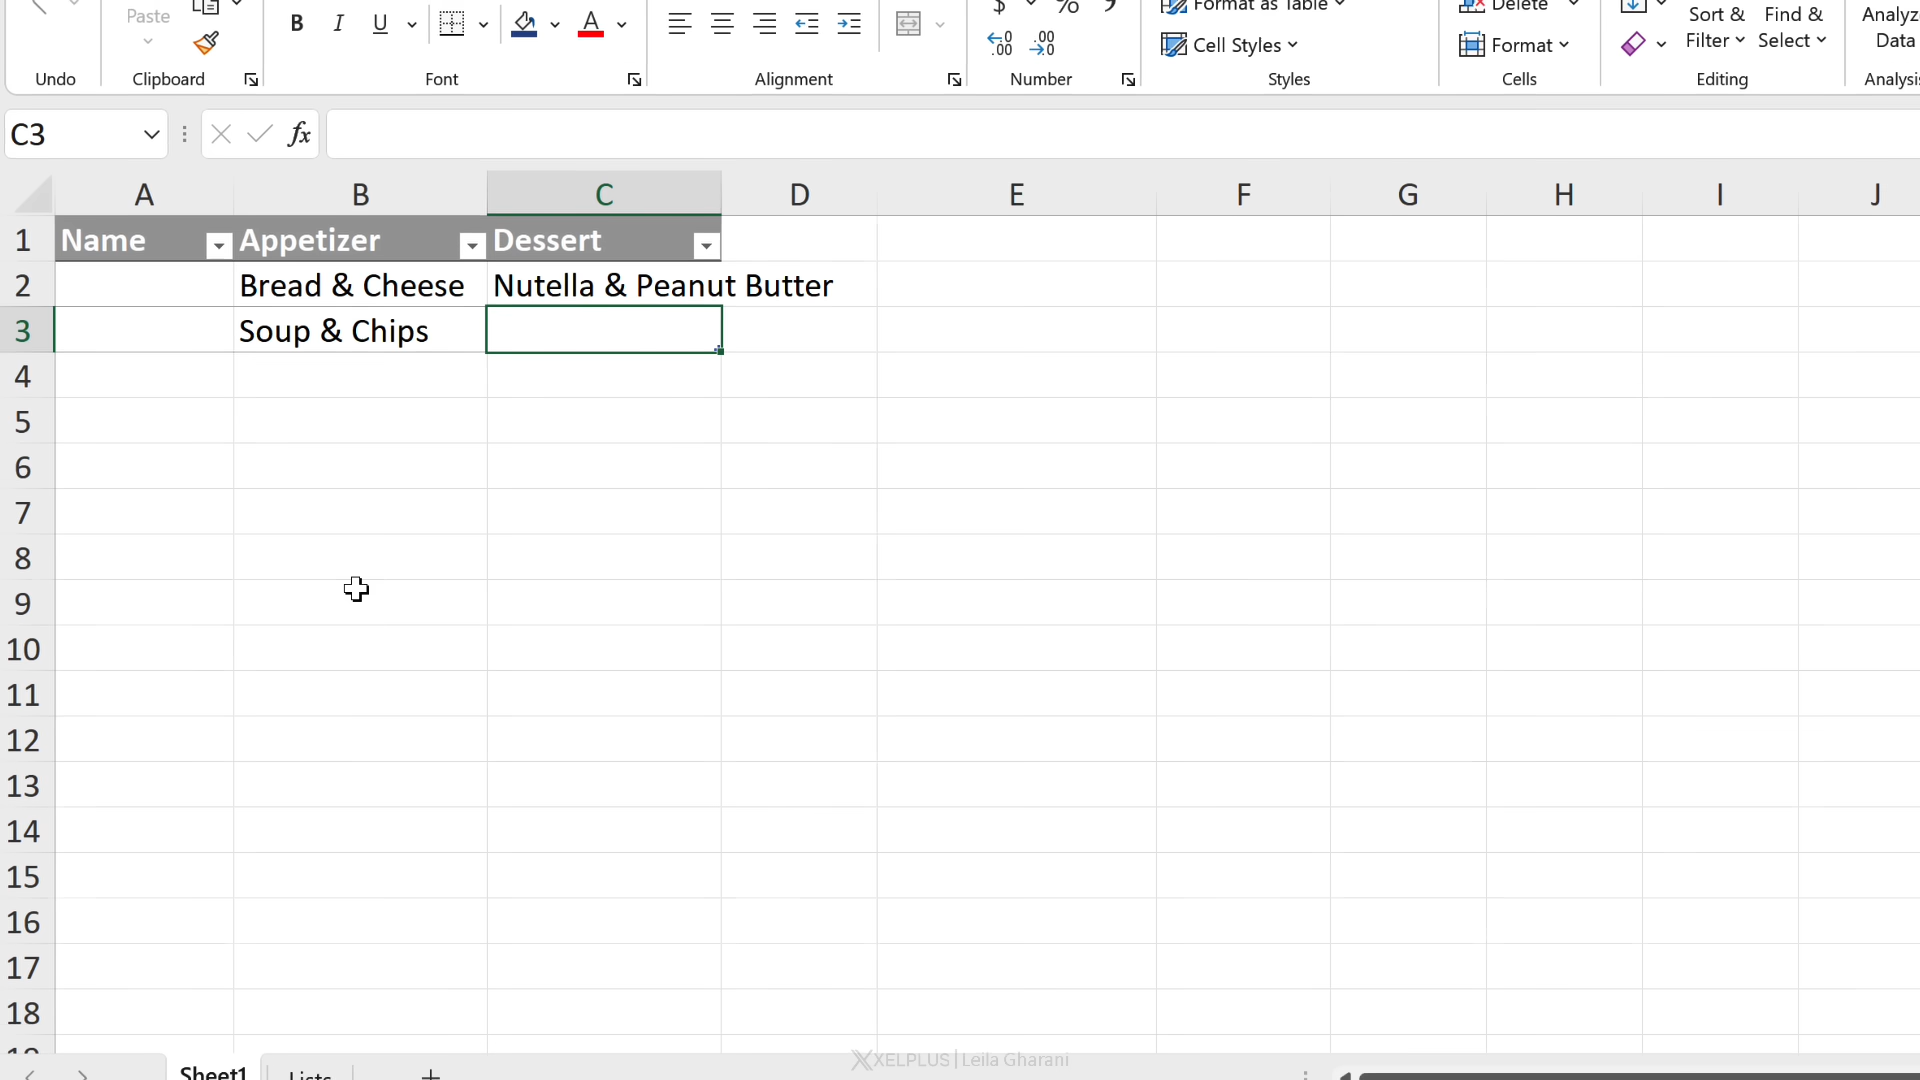 Paste
Format as Table
Delete
Sort & Filter
Find & Select
Analyz
Data
B I U
A
$ % 9
.00
Cell Styles
Format
Undo
Clipboard
Font
Alignment
Number
Styles
Cells
Editing
Analysis
C3
fx
A B C D E F G H I J
1 Name Appetizer Dessert
2 Bread & Cheese Nutella & Peanut Butter
3 Soup & Chips
4
5
6
7
8
9
10
11
12
13
14
15
16
17
18
Sheet1 Lists +
XELPLUS | Leila Gharani